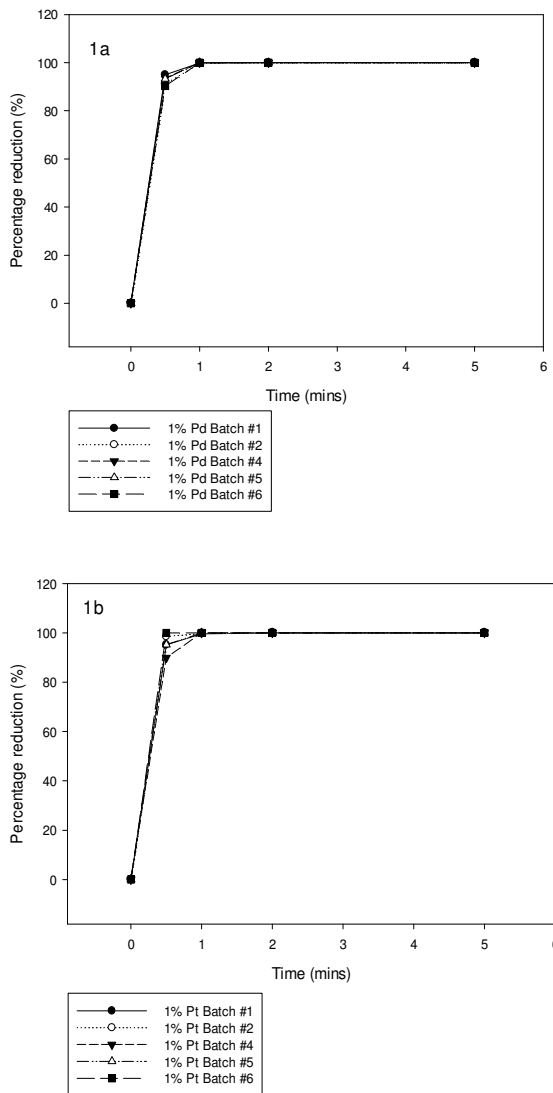 120
1a
100
80
60
40
20
0
Percentage reduction (%)
0 1 2 3 4 5 6
Time (mins)
1% Pd Batch #1
1% Pd Batch #2
1% Pd Batch #4
1% Pd Batch #5
1% Pd Batch #6
120
1b
100
80
60
40
20
0
Percentage reduction (%)
0 1 2 3 4 5 6
Time (mins)
1% Pt Batch #1
1% Pt Batch #2
1% Pt Batch #4
1% Pt Batch #5
1% Pt Batch #6